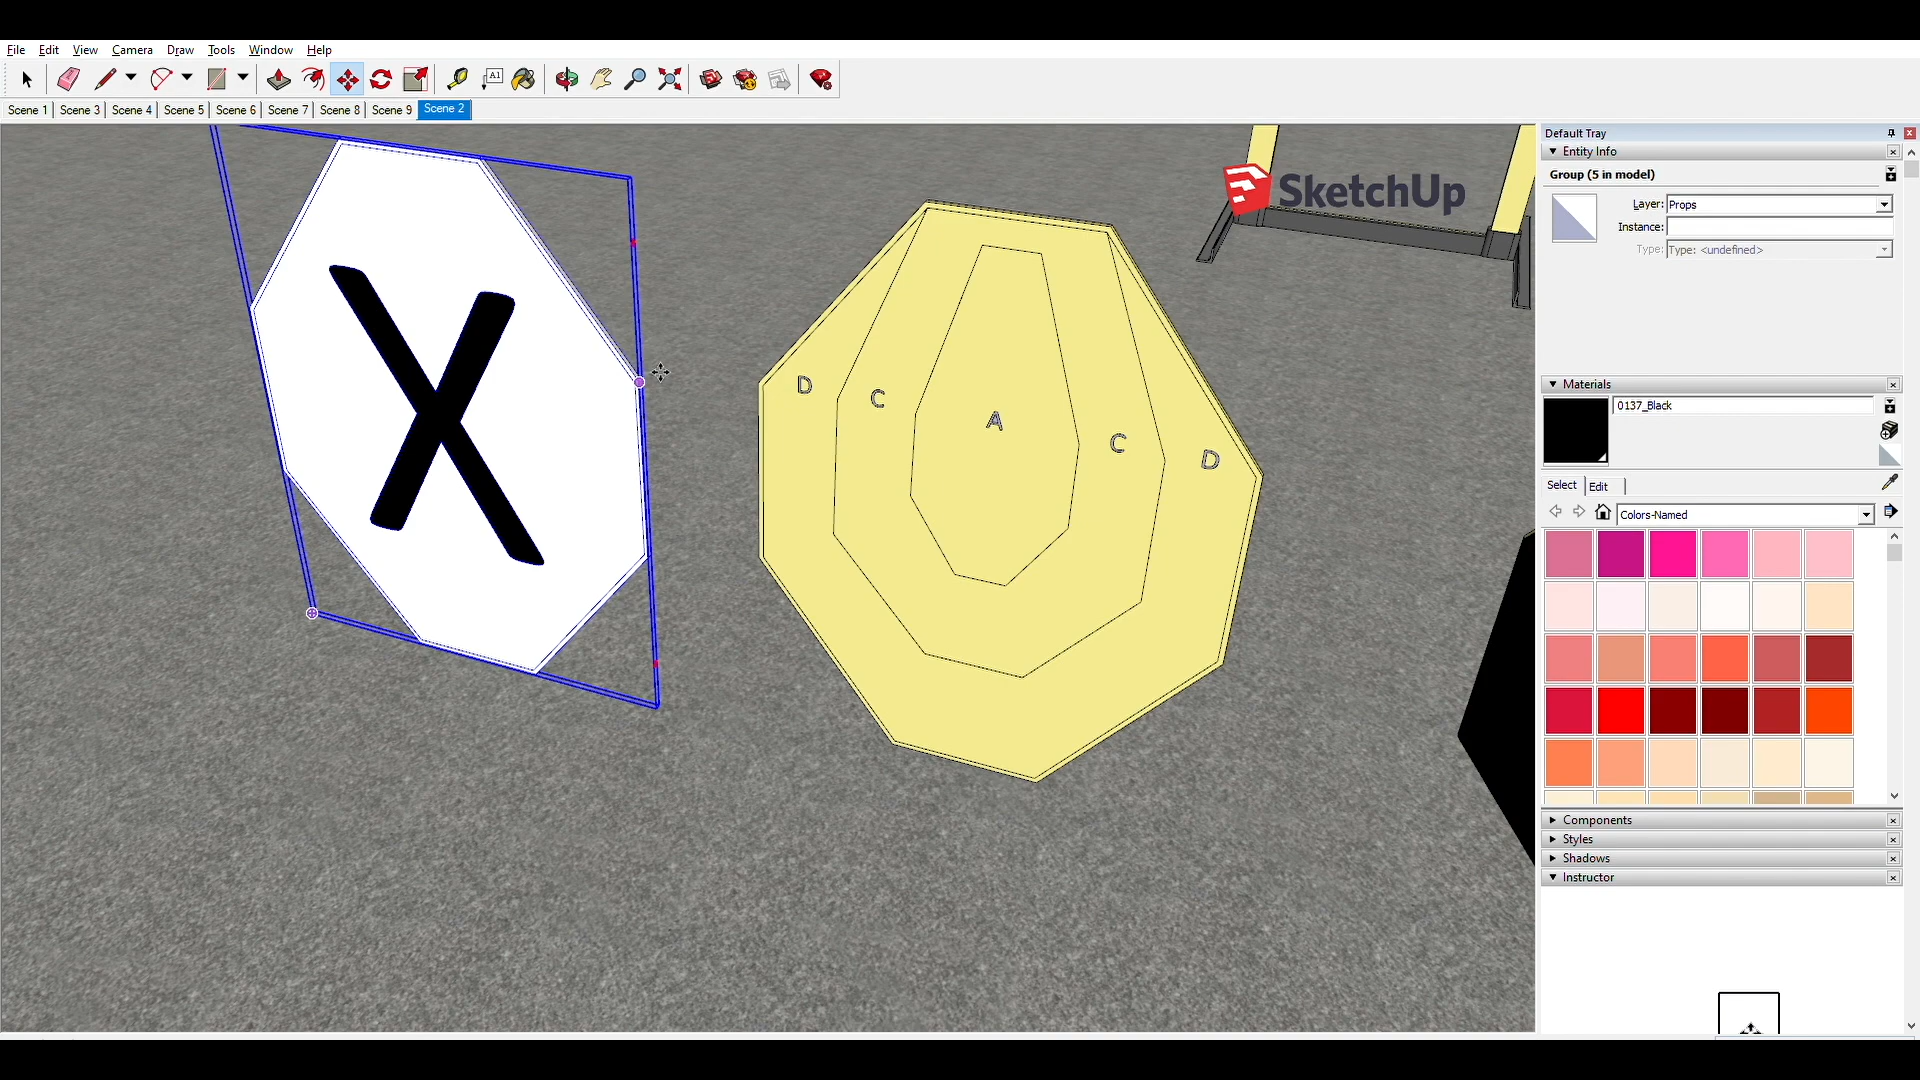 File Edit View Camera Draw Tools Window Help
A1
Scene 1 Scene 3 Scene 4 Scene 5 Scene 6 Scene 7 Scene 8 Scene 9 Scene 2
Default Tray
Entity Info
Group (5 in model)
Layer: Props
Instance:
Type: Type: <undefined>
SketchUp
X
D C A C D
Materials
0137_Black
Select Edit
Colors-Named
Components
Styles
Shadows
Instructor